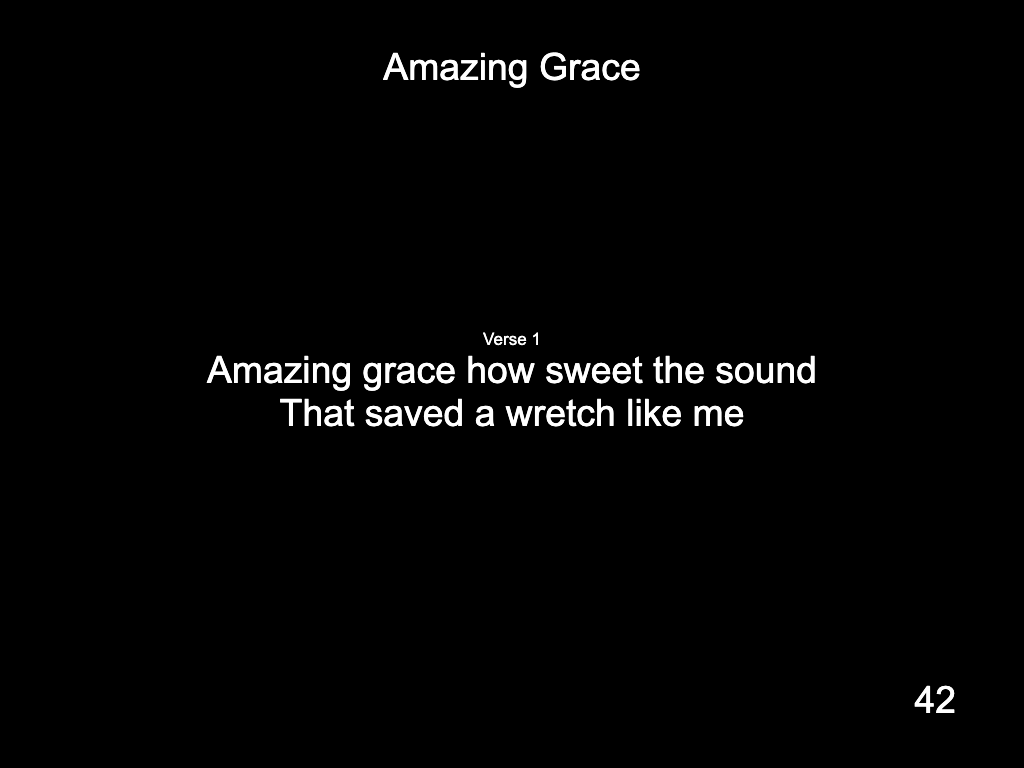 Amazing Grace
Verse 1
Amazing grace how sweet the sound
That saved a wretch like me
42